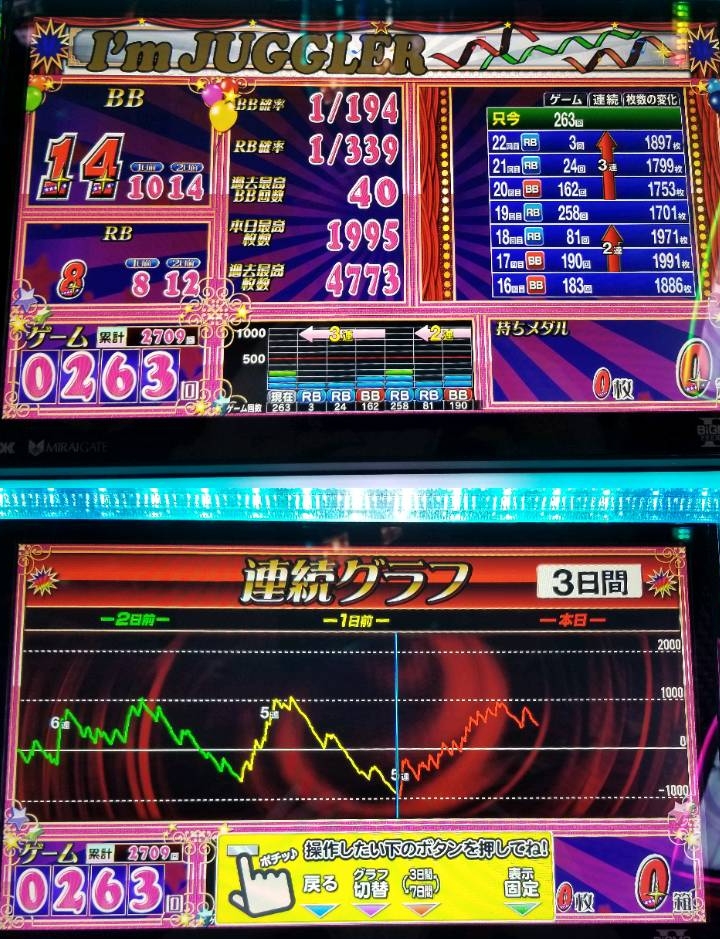 I'm JUGGLER
BB
14
1日前 2日前
10 14
RB
8
1日前 2日前
8 12
BB確率 1/194
RB確率 1/339
過去最高BB回数 40
本日最高枚数 1995
過去最高枚数 4773
ゲーム 連続 枚数の変化
只今 263回
22回目 RB 3回 1897枚
21回目 RB 24回 3連 1799枚
20回目 BB 162回 1753枚
19回目 RB 258回 1701枚
18回目 RB 81回 1971枚
17回目 BB 190回 2連 1991枚
16回目 BB 183回 1886枚
ゲーム 累計 2709回
0263回
1000 3連 2連
500
現在 RB RB BB RB RB BB
ゲーム回数 263 3 24 162 258 81 190
持ちメダル
0枚 0
MIRAIGATE
連続グラフ 3日間
2日前 1日前 本日
2000
1000
6連 5連
0
5連
-1000
ゲーム 累計 2709回
0263回
ポチッ♪ 操作したい下のボタンを押してね!
戻る グラフ切替 (3日間/7日間) 表示固定
0枚 0箱